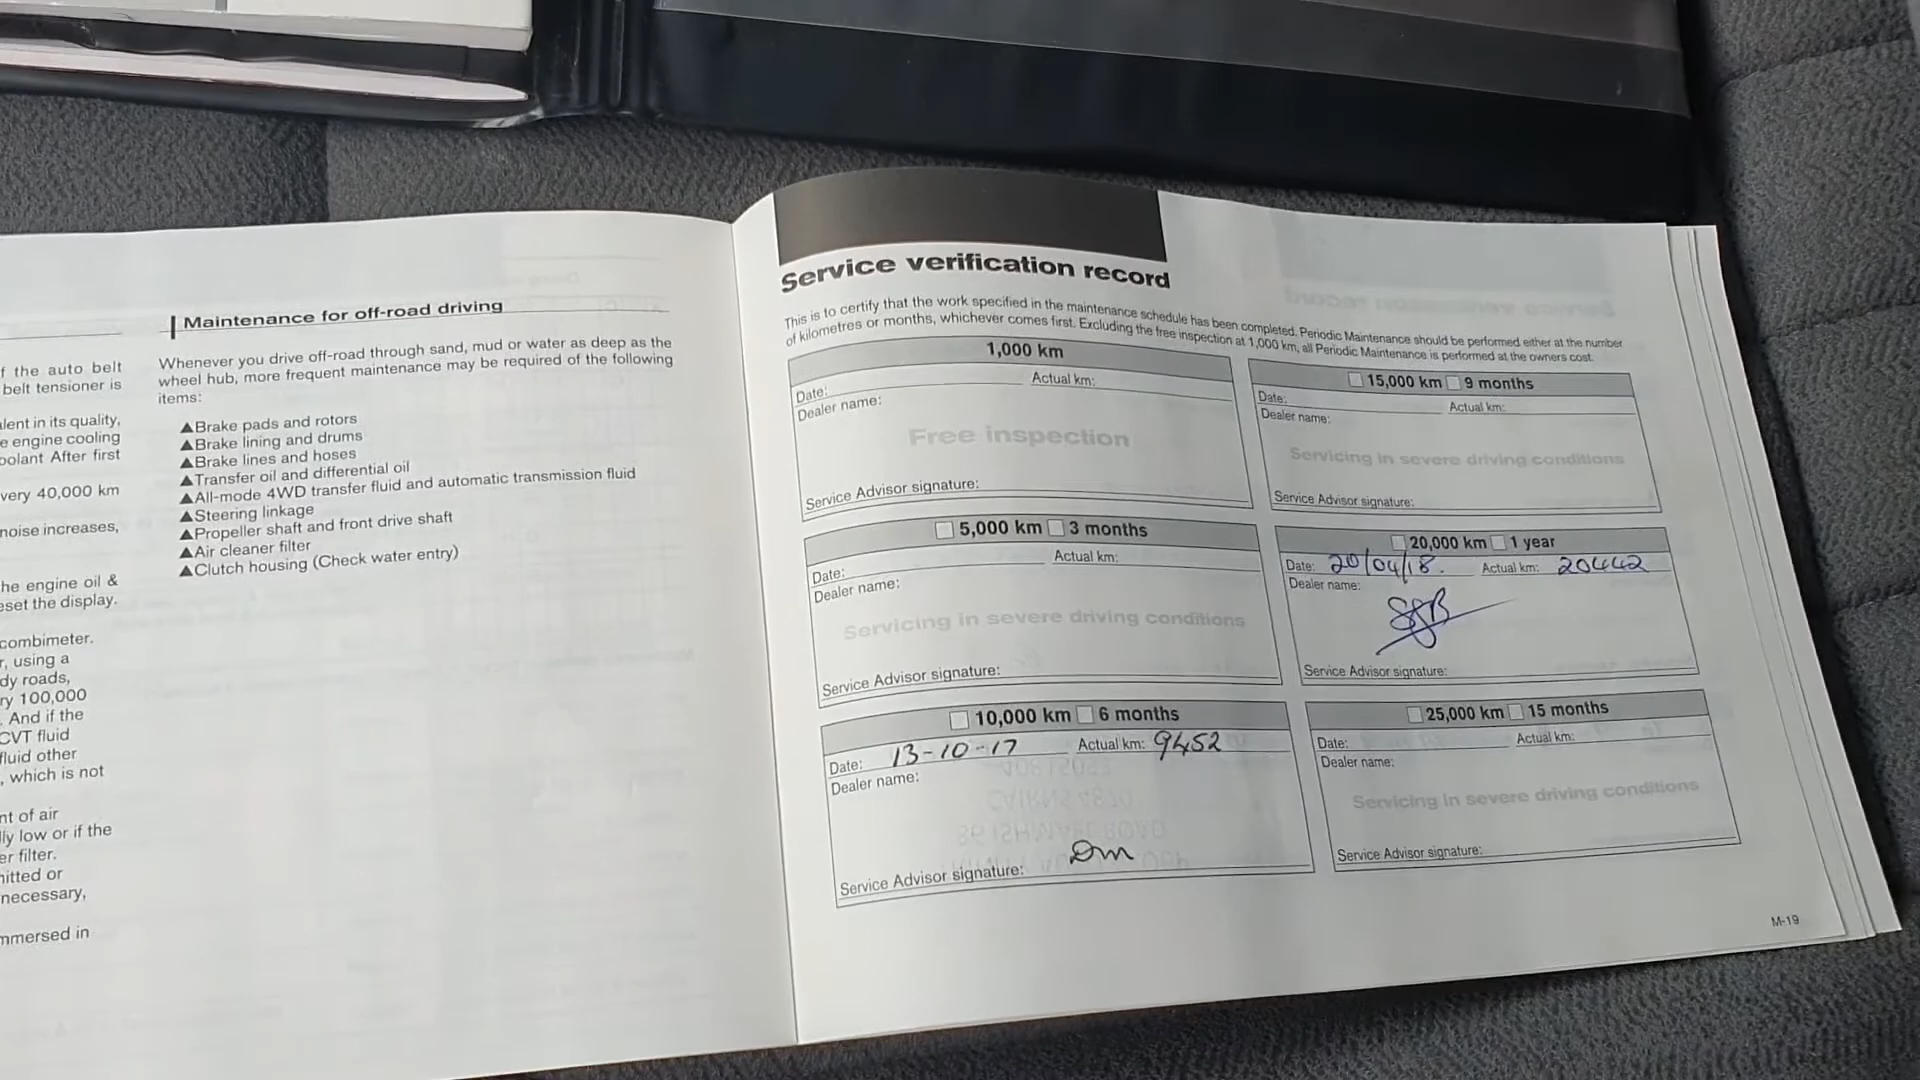 f the auto belt
belt tensioner is
lent in its quality,
e engine cooling
oolant After first
very 40,000 km
noise increases,
he engine oil &
eset the display.
combimeter.
r, using a
dy roads,
ry 100,000
. And if the
CVT fluid
fluid other
, which is not
nt of air
lly low or if the
er filter.
nitted or
necessary,
mmersed in
Maintenance for off-road driving
Whenever you drive off-road through sand, mud or water as deep as the
wheel hub, more frequent maintenance may be required of the following
items:
▲Brake pads and rotors
▲Brake lining and drums
▲Brake lines and hoses
▲Transfer oil and differential oil
▲All-mode 4WD transfer fluid and automatic transmission fluid
▲Steering linkage
▲Propeller shaft and front drive shaft
▲Air cleaner filter
▲Clutch housing (Check water entry)
Service verification record
This is to certify that the work specified in the maintenance schedule has been completed. Periodic Maintenance should be performed either at the number
of kilometres or months, whichever comes first. Excluding the free inspection at 1,000 km, all Periodic Maintenance is performed at the owners cost.
1,000 km
Date: Actual km:
Dealer name:
Free inspection
Service Advisor signature:
5,000 km 3 months
Date: Actual km:
Dealer name:
Servicing in severe driving conditions
Service Advisor signature:
10,000 km 6 months
Date: 13-10-17 Actual km: 9452
Dealer name:
Service Advisor signature: Dm
15,000 km 9 months
Date: Actual km:
Dealer name:
Servicing in severe driving conditions
Service Advisor signature:
20,000 km 1 year
Date: 20/04/18. Actual km: 20442
Dealer name:
Service Advisor signature:
25,000 km 15 months
Date: Actual km:
Dealer name:
Servicing in severe driving conditions
Service Advisor signature:
M-19